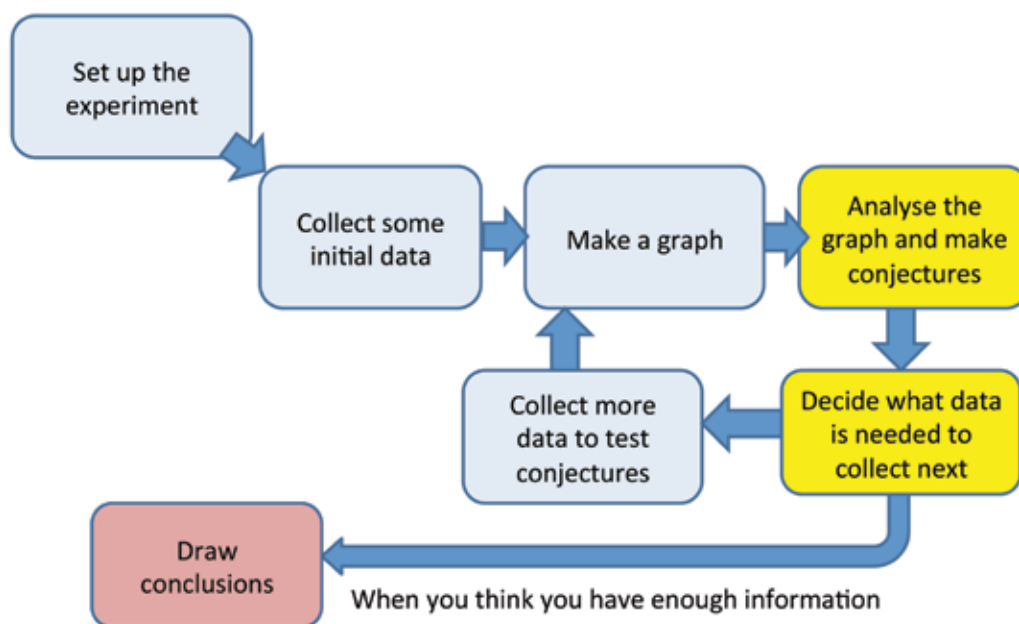 Set up the
experiment
Collect some
initial data
Make a graph
Analyse the
graph and make
conjectures
Decide what data
is needed to
collect next
Collect more
data to test
conjectures
Draw
conclusions
When you think you have enough information